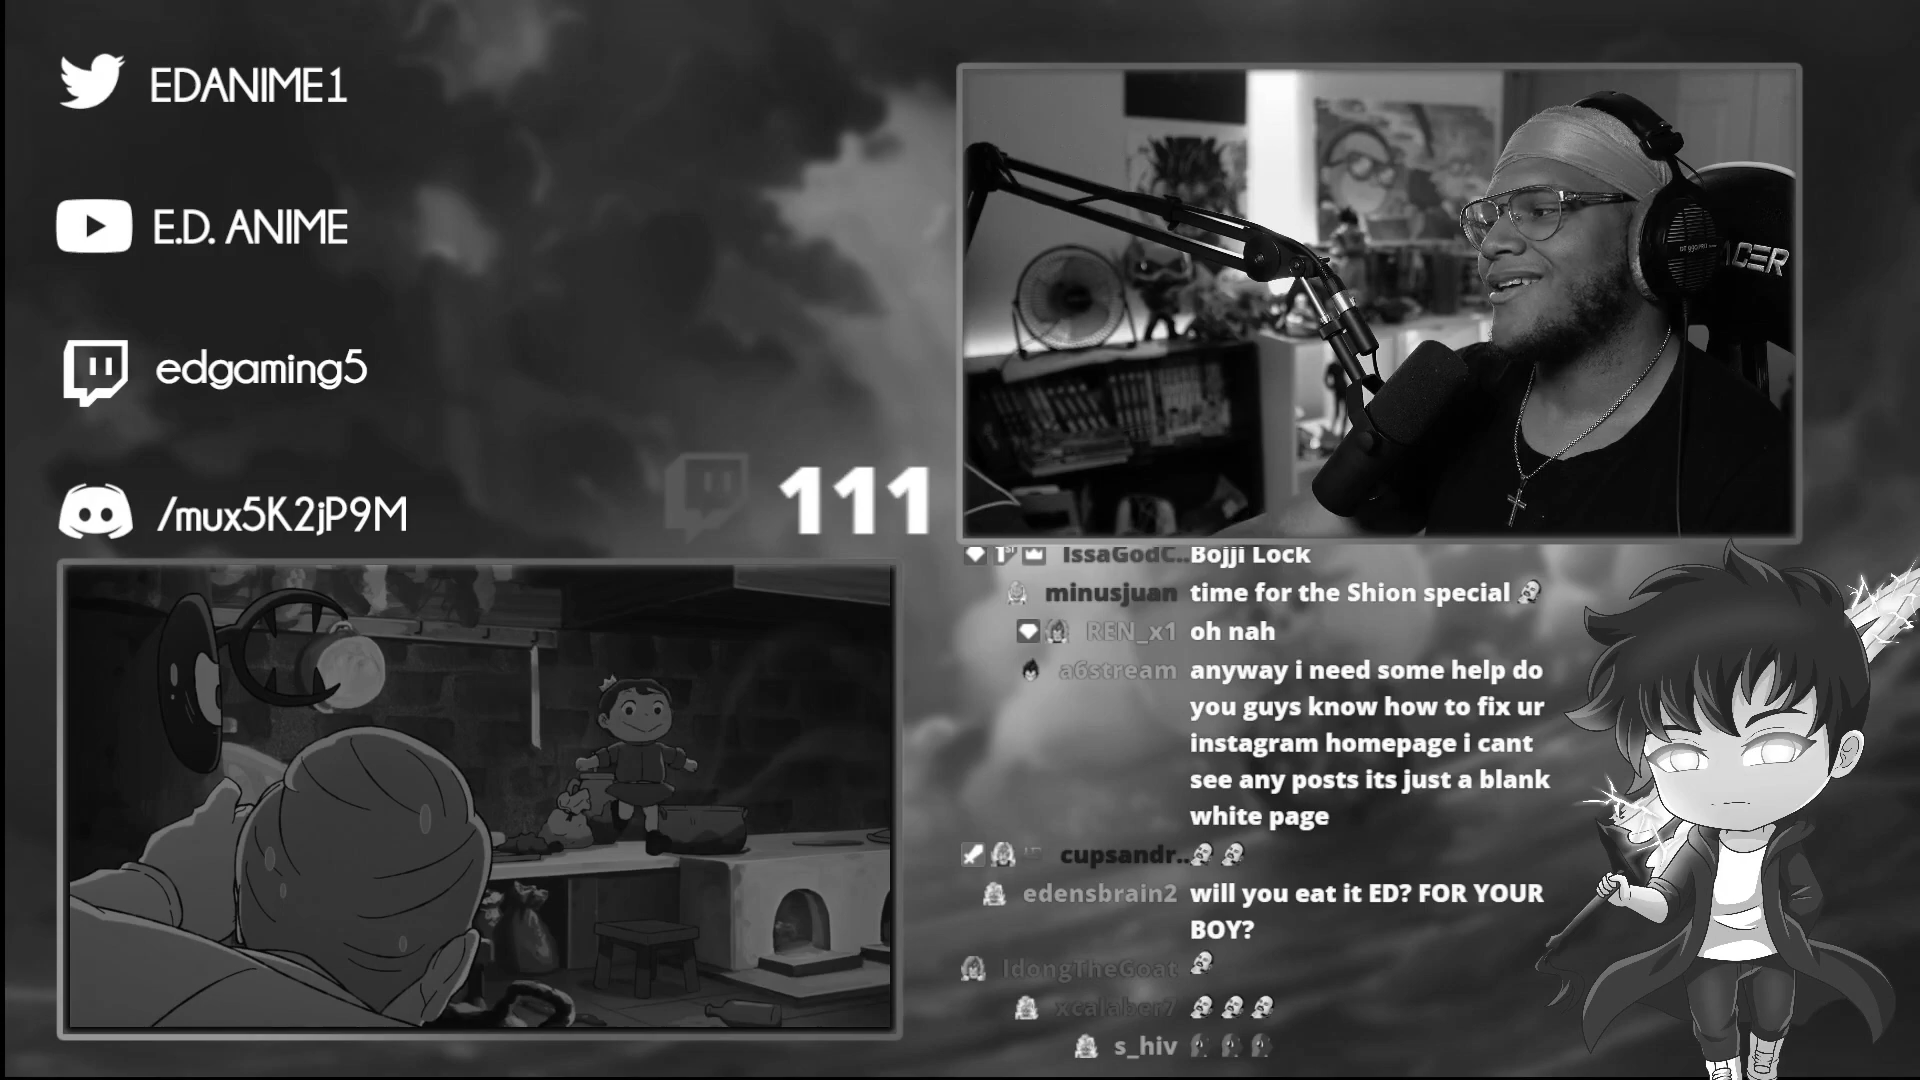 EDANIME1
E.D. ANIME
edgaming5
/mux5K2jP9M
111
CER
IssaGodC.. Bojji Lock
minusjuan time for the Shion special
REN_x1 oh nah
a6stream anyway i need some help do
you guys know how to fix ur
instagram homepage i cant
see any posts its just a blank
white page
cupsandr..
edensbrain2 will you eat it ED? FOR YOUR
BOY?
IdongTheGoat
xcalaber7
s_hiv